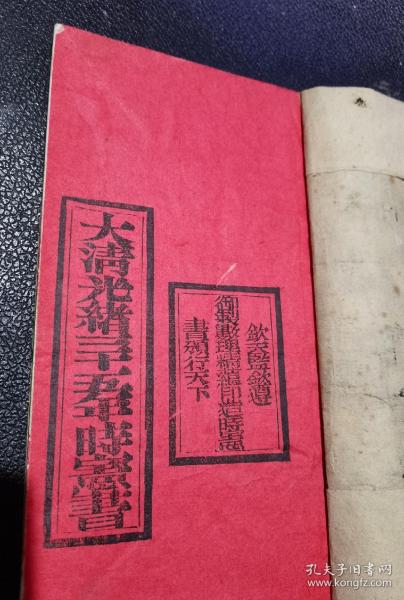 欽天監欽遵
御製數理精蘊印造時憲
書頒行天下
大清光緒三十五年時憲書
孔夫子旧书网
www.kongfz.com